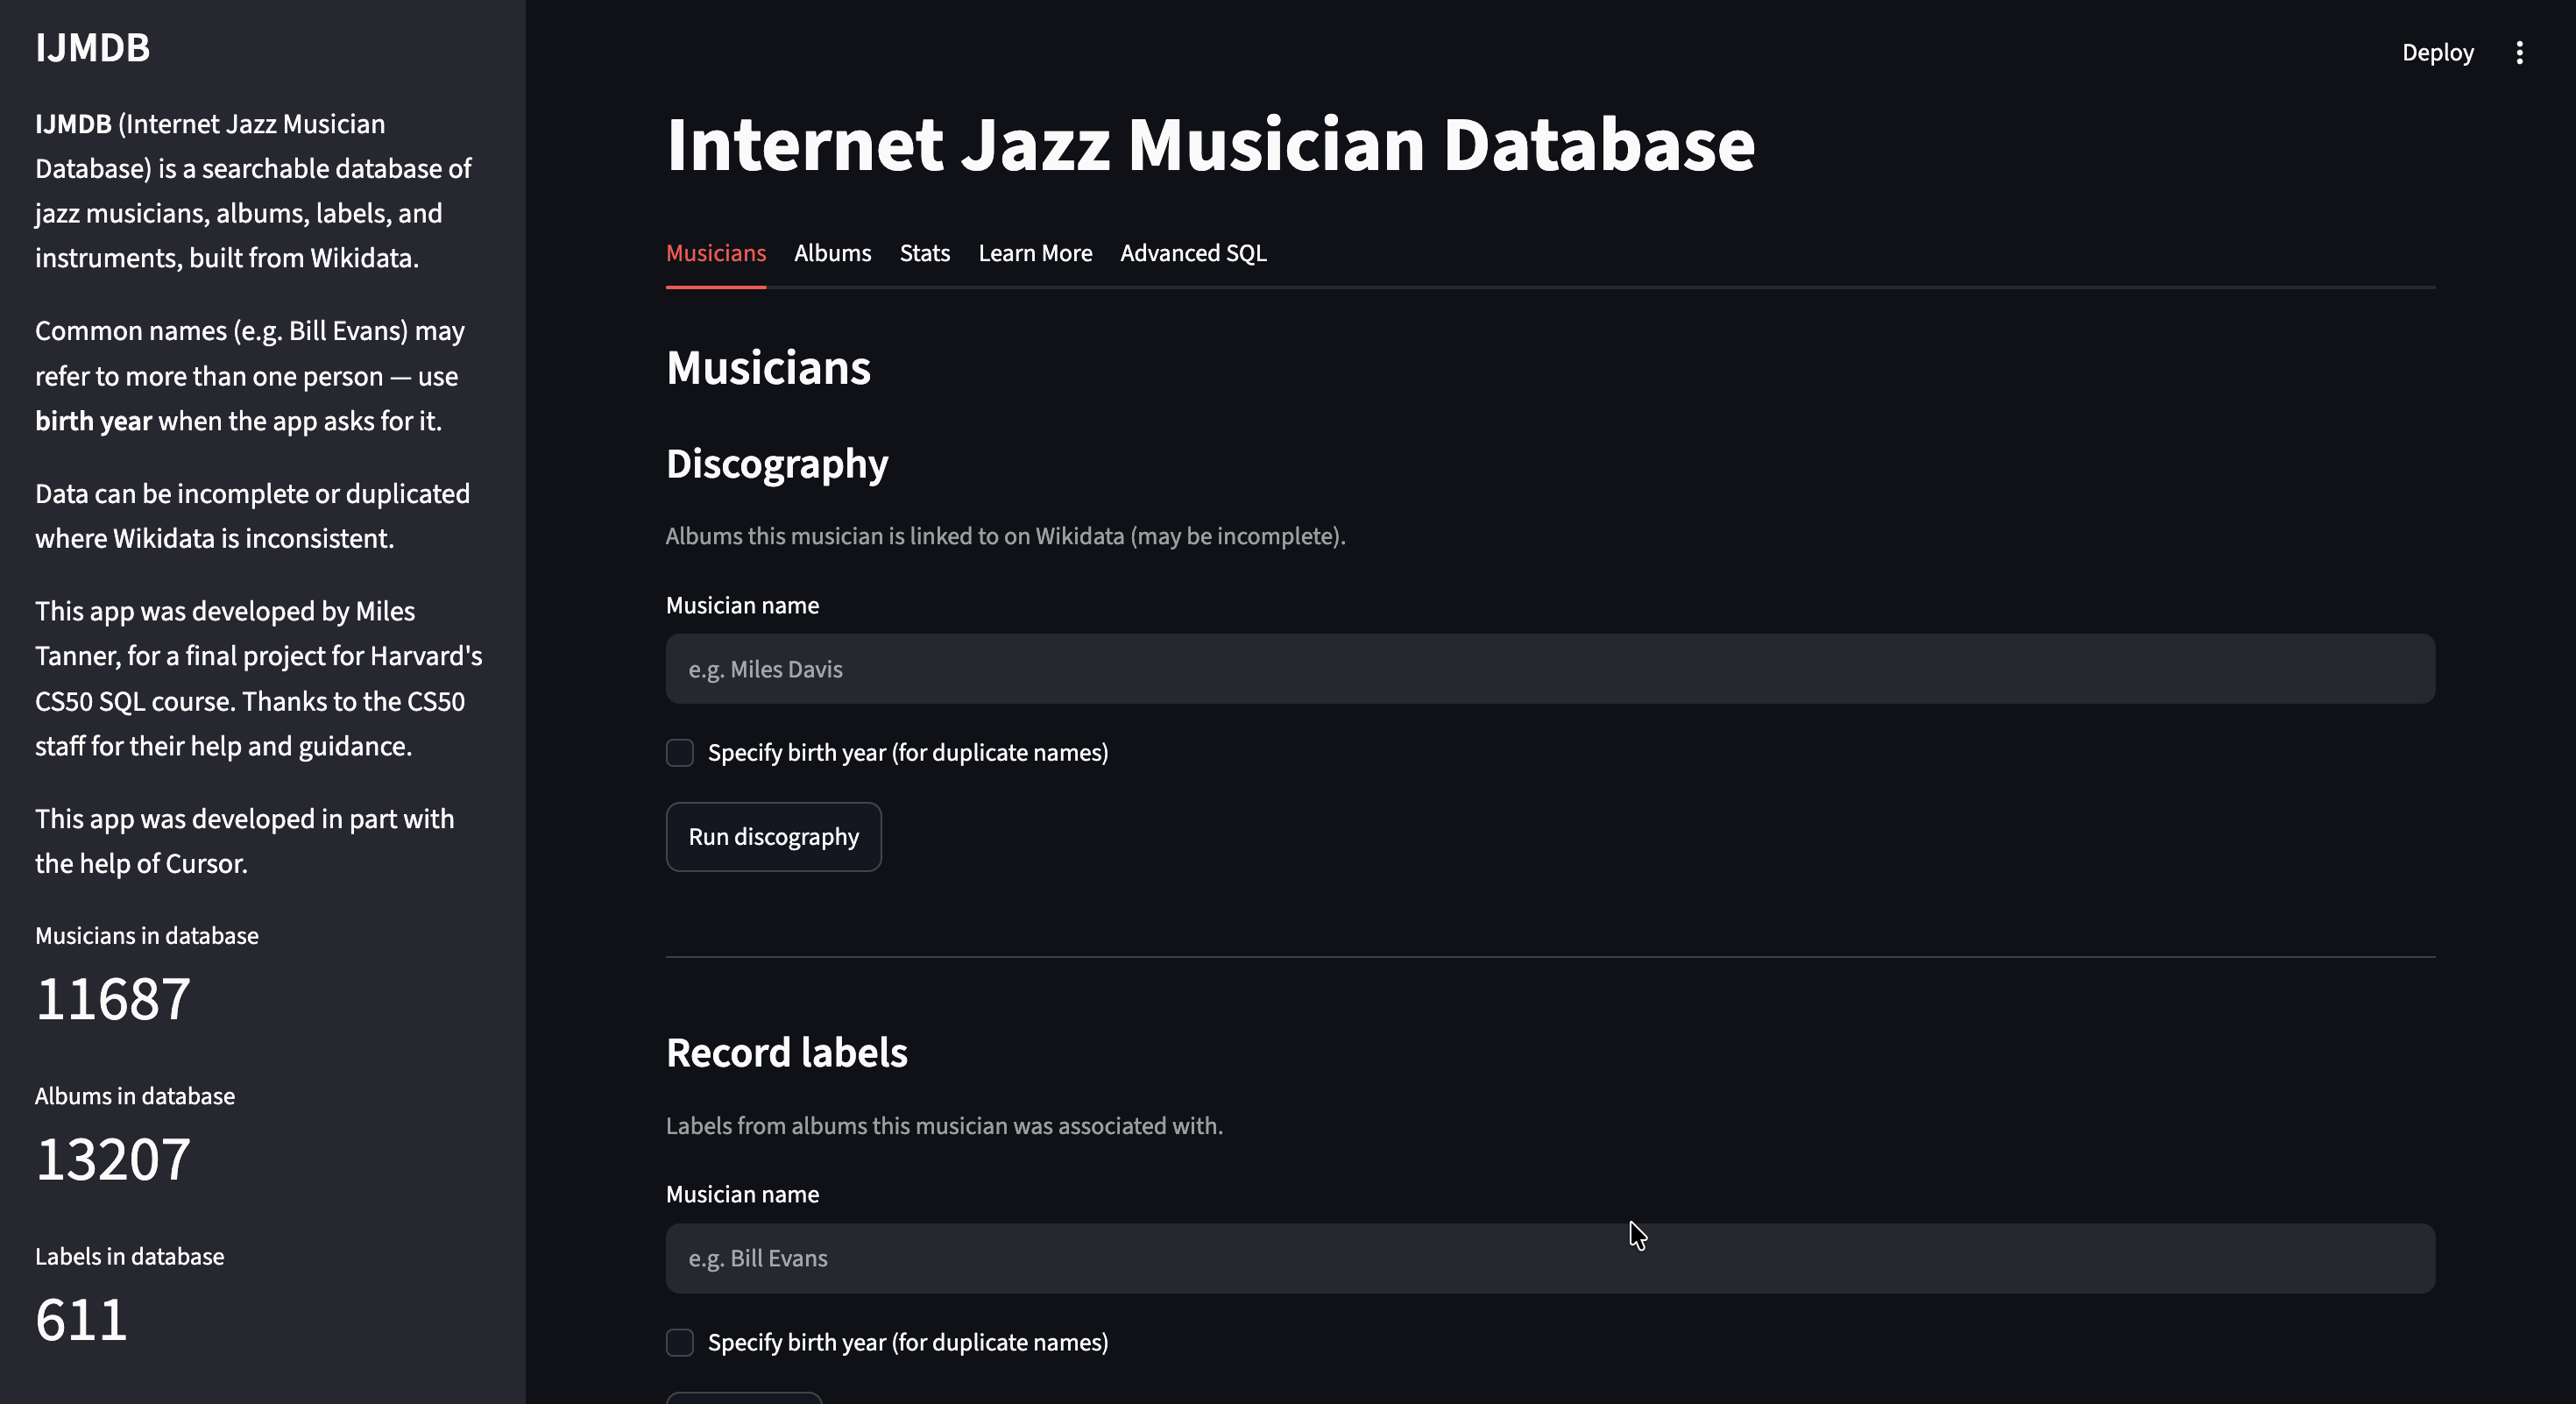 IJMDB
IJMDB (Internet Jazz Musician
Database) is a searchable database of
jazz musicians, albums, labels, and
instruments, built from Wikidata.
Common names (e.g. Bill Evans) may
refer to more than one person — use
birth year when the app asks for it.
Data can be incomplete or duplicated
where Wikidata is inconsistent.
This app was developed by Miles
Tanner, for a final project for Harvard's
CS50 SQL course. Thanks to the CS50
staff for their help and guidance.
This app was developed in part with
the help of Cursor.
Musicians in database
11687
Albums in database
13207
Labels in database
611
Deploy
Internet Jazz Musician Database
Musicians Albums Stats Learn More Advanced SQL
Musicians
Discography
Albums this musician is linked to on Wikidata (may be incomplete).
Musician name
e.g. Miles Davis
Specify birth year (for duplicate names)
Run discography
Record labels
Labels from albums this musician was associated with.
Musician name
e.g. Bill Evans
Specify birth year (for duplicate names)